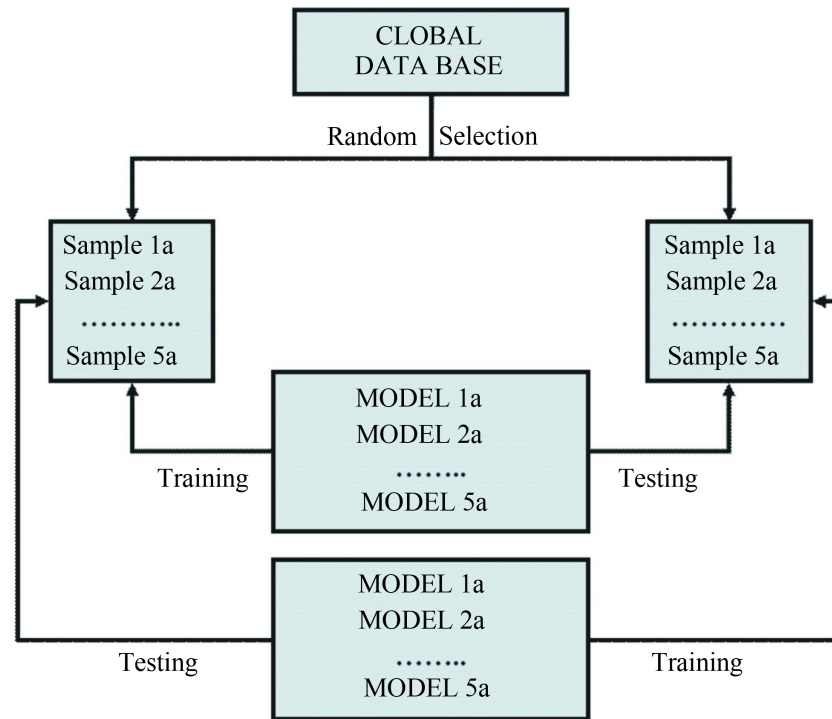 CLOBAL
DATA BASE
Random Selection
Sample 1a
Sample 2a
………...
Sample 5a
Sample 1a
Sample 2a
…………
Sample 5a
MODEL 1a
MODEL 2a
……...
MODEL 5a
Training
Testing
MODEL 1a
MODEL 2a
……...
MODEL 5a
Testing
Training